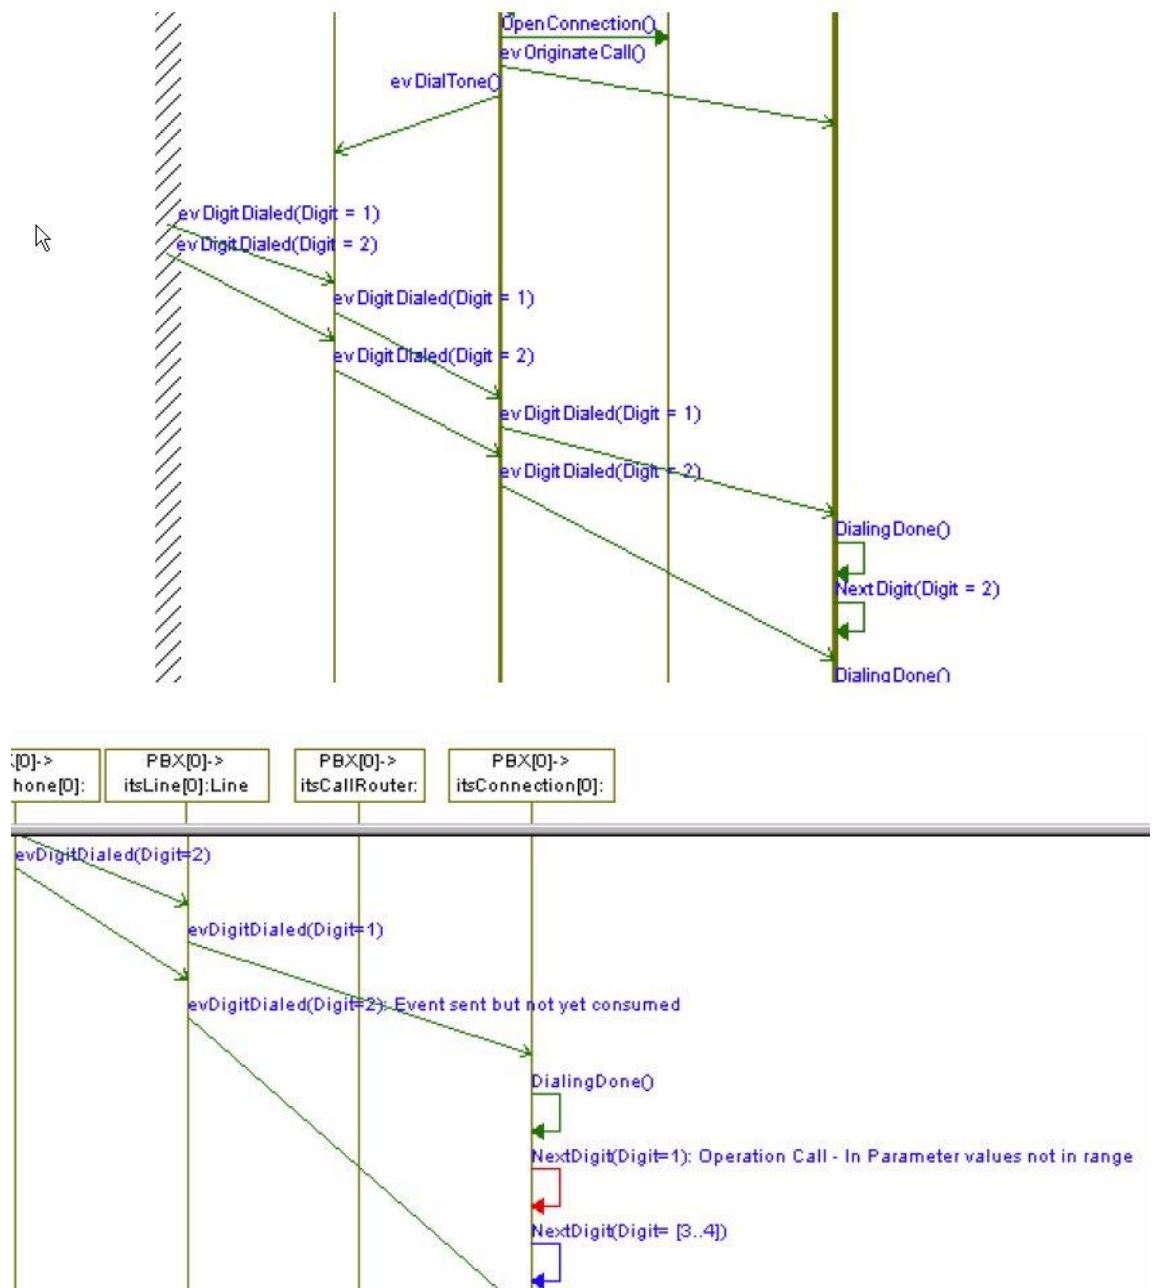 OpenConnection()
evOriginateCall()
evDialTone()
evDigitDialed(Digit = 1)
evDigitDialed(Digit = 2)
evDigitDialed(Digit = 1)
evDigitDialed(Digit = 2)
evDigitDialed(Digit = 1)
evDigitDialed(Digit = 2)
DialingDone()
NextDigit(Digit = 2)
DialingDone()
[0]-> PBX[0]-> PBX[0]-> PBX[0]->
hone[0]: itsLine[0]:Line itsCallRouter: itsConnection[0]:
evDigitDialed(Digit=2)
evDigitDialed(Digit=1)
evDigitDialed(Digit=2): Event sent but not yet consumed
DialingDone()
NextDigit(Digit=1): Operation Call - In Parameter values not in range
NextDigit(Digit= [3..4])